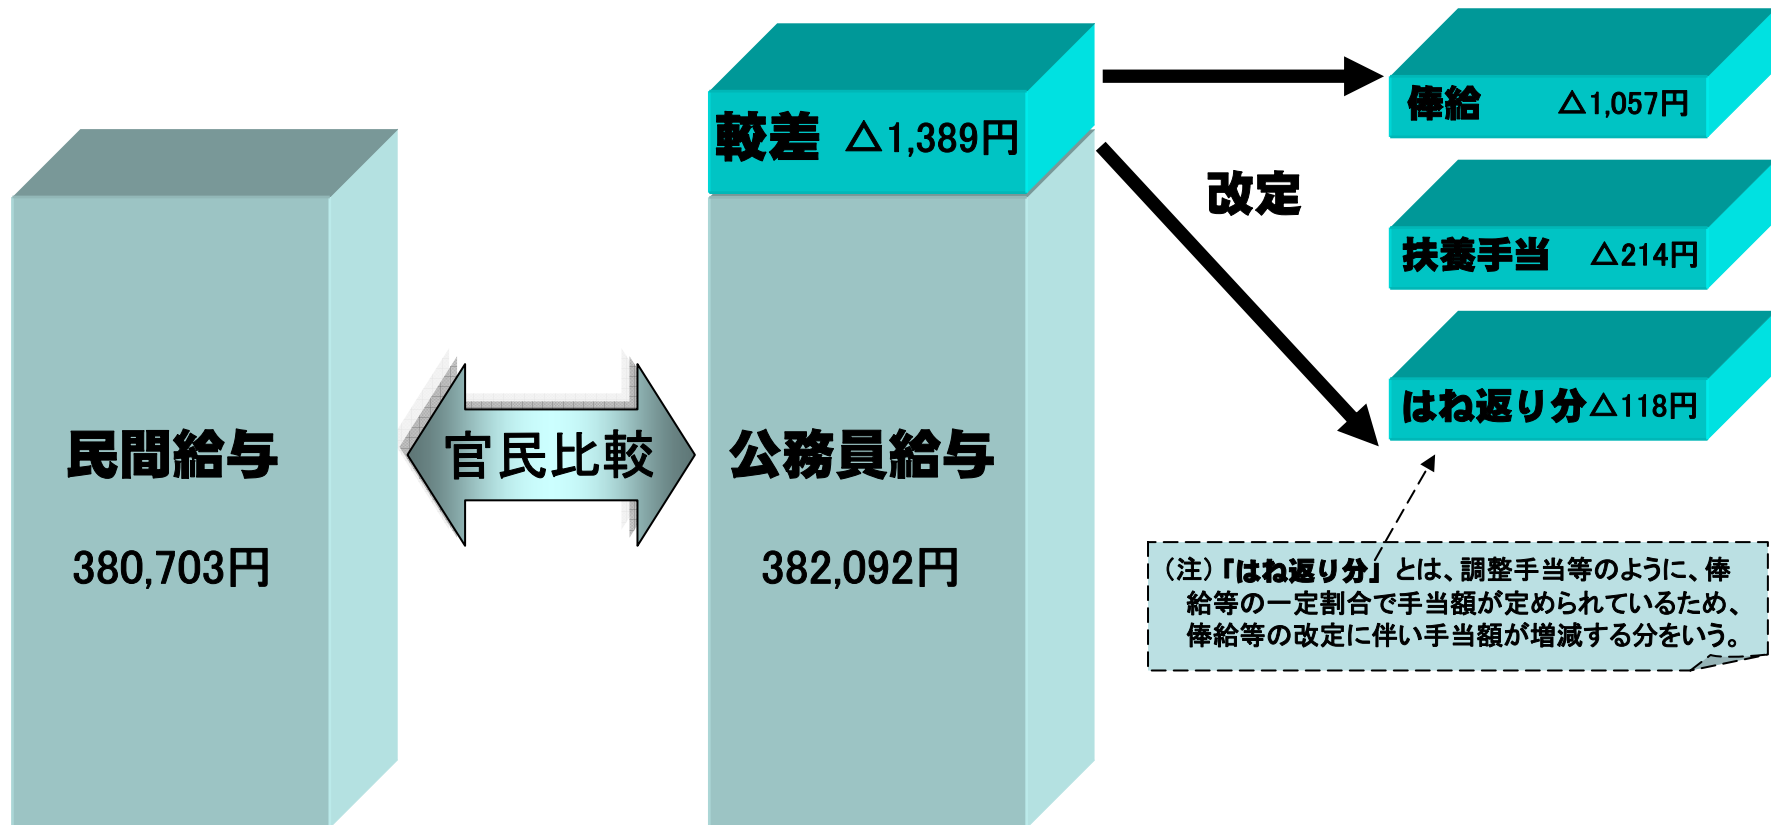 民間給与
380,703円
官民比較
較差 △1,389円
公務員給与
382,092円
改定
俸給 △1,057円
扶養手当 △214円
はね返り分△118円
(注)「はね返り分」とは、調整手当等のように、俸
給等の一定割合で手当額が定められているため、
俸給等の改定に伴い手当額が増減する分をいう。